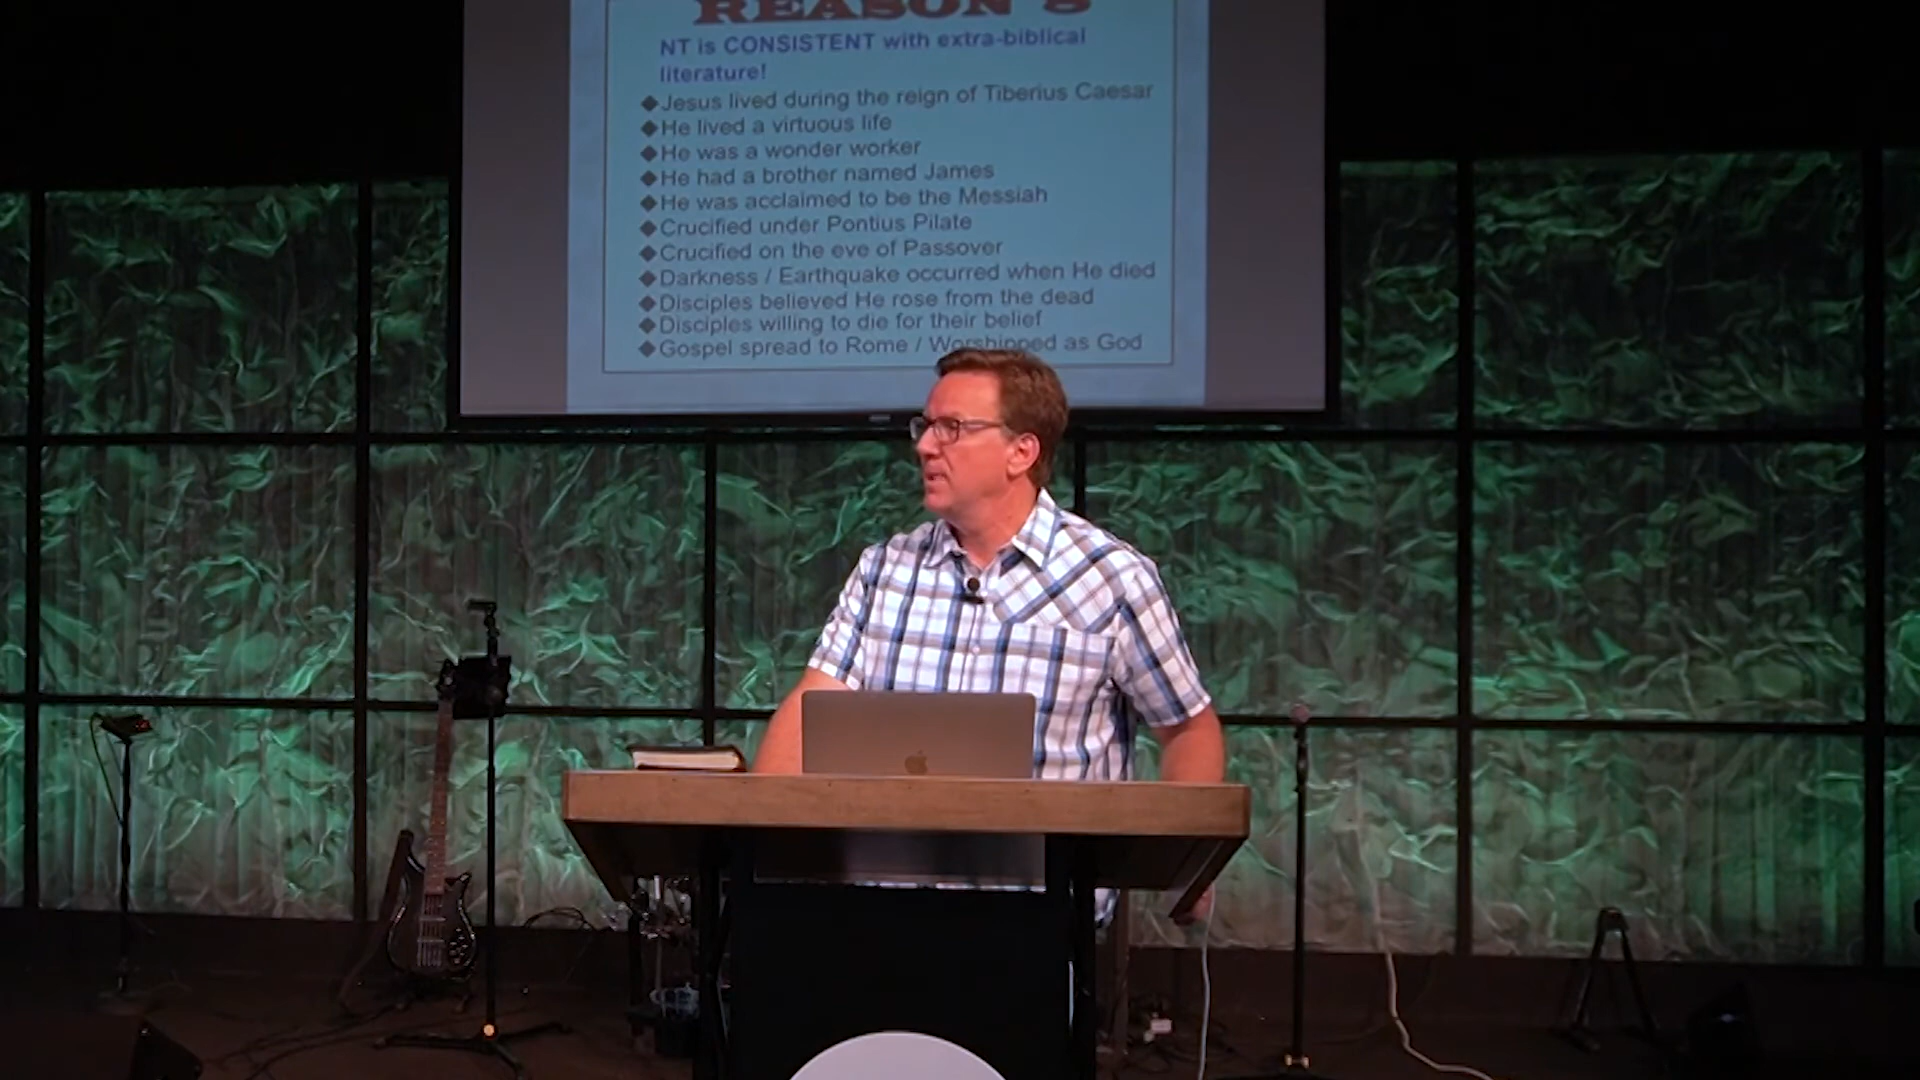 REASON 8
NT is CONSISTENT with extra-biblical
literature!
◆Jesus lived during the reign of Tiberius Caesar
◆He lived a virtuous life
◆He was a wonder worker
◆He had a brother named James
◆He was acclaimed to be the Messiah
◆Crucified under Pontius Pilate
◆Crucified on the eve of Passover
◆Darkness / Earthquake occurred when He died
◆Disciples believed He rose from the dead
◆Disciples willing to die for their belief
◆Gospel spread to Rome / Worshipped as God